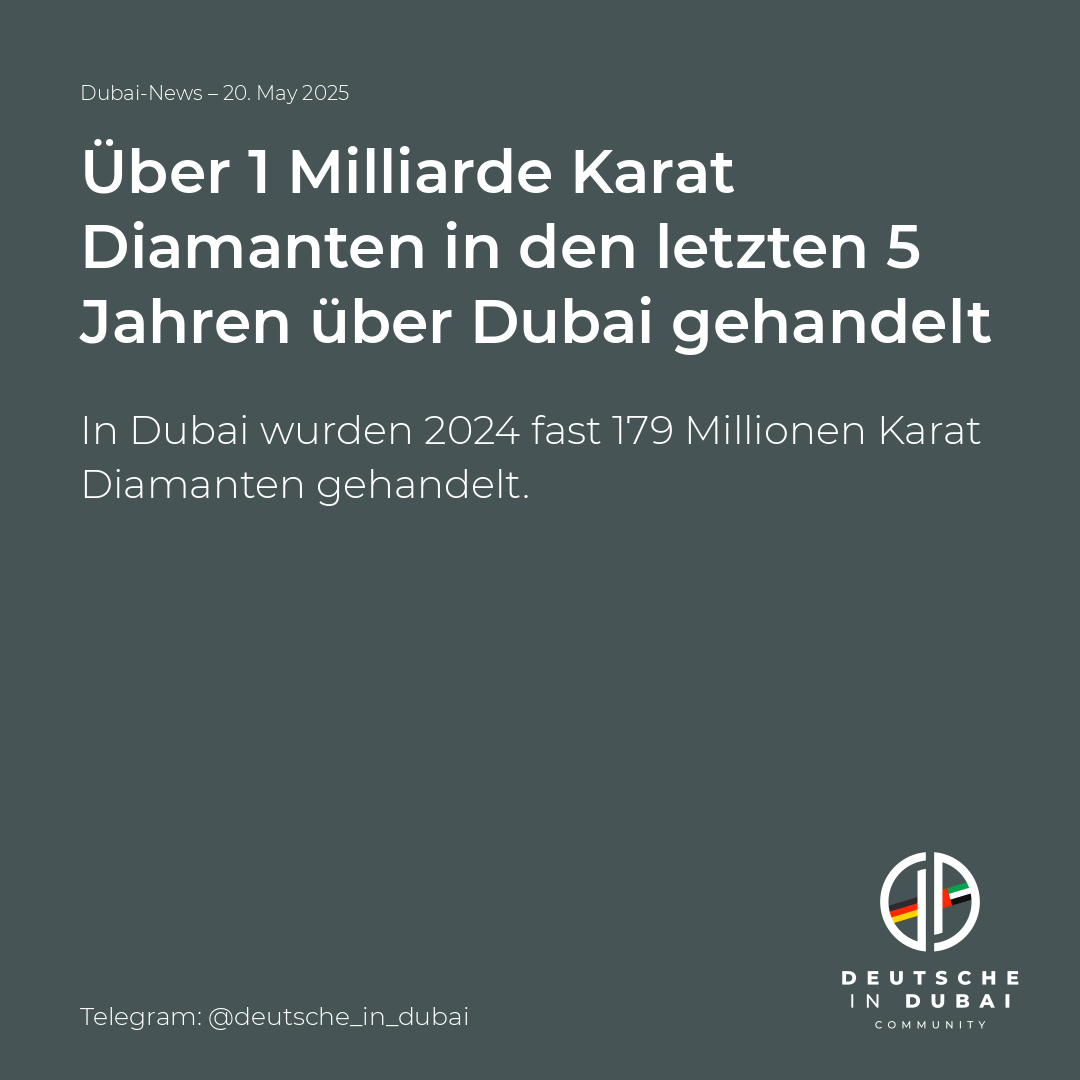 Dubai-News – 20. May 2025
Über 1 Milliarde Karat
Diamanten in den letzten 5
Jahren über Dubai gehandelt
In Dubai wurden 2024 fast 179 Millionen Karat
Diamanten gehandelt.
DEUTSCHE
IN DUBAI
COMMUNITY
Telegram: @deutsche_in_dubai